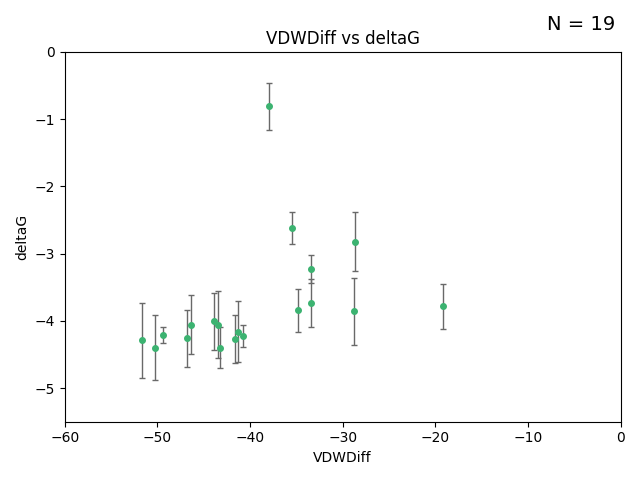 N = 19
VDWDiff vs deltaG
0
−1
−2
−3
−4
−5
deltaG
−60 −50 −40 −30 −20 −10 0
VDWDiff